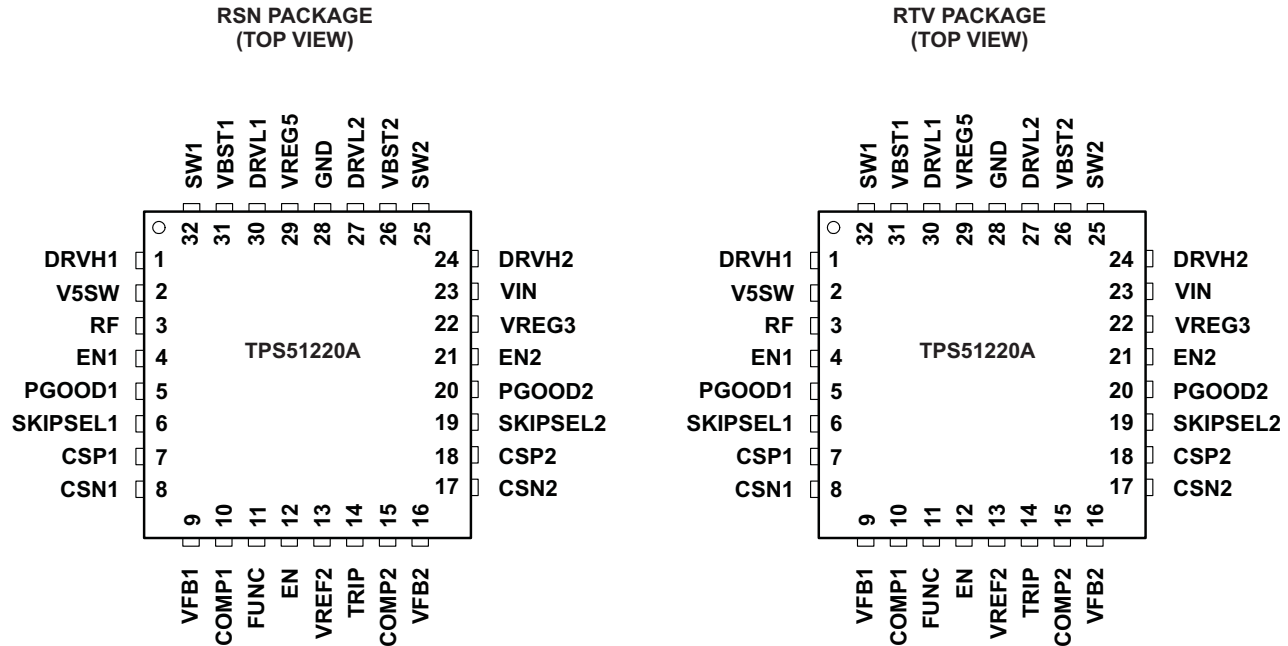 RSN PACKAGE
(TOP VIEW)
SW1
VBST1
DRVL1
VREG5
GND
DRVL2
VBST2
SW2
32
31
30
29
28
27
26
25
DRVH1 1
V5SW 2
RF 3
EN1 4
PGOOD1 5
SKIPSEL1 6
CSP1 7
CSN1 8
TPS51220A
24 DRVH2
23 VIN
22 VREG3
21 EN2
20 PGOOD2
19 SKIPSEL2
18 CSP2
17 CSN2
9
10
11
12
13
14
15
16
VFB1
COMP1
FUNC
EN
VREF2
TRIP
COMP2
VFB2
RTV PACKAGE
(TOP VIEW)
SW1
VBST1
DRVL1
VREG5
GND
DRVL2
VBST2
SW2
32
31
30
29
28
27
26
25
DRVH1 1
V5SW 2
RF 3
EN1 4
PGOOD1 5
SKIPSEL1 6
CSP1 7
CSN1 8
TPS51220A
24 DRVH2
23 VIN
22 VREG3
21 EN2
20 PGOOD2
19 SKIPSEL2
18 CSP2
17 CSN2
9
10
11
12
13
14
15
16
VFB1
COMP1
FUNC
EN
VREF2
TRIP
COMP2
VFB2